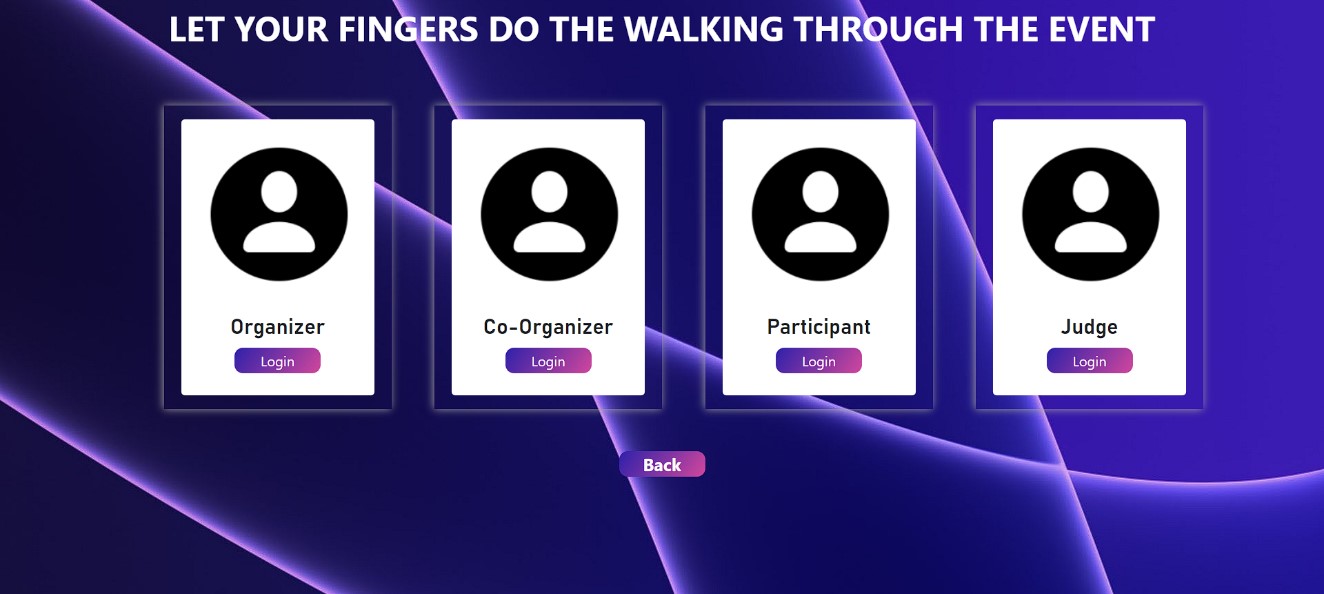 LET YOUR FINGERS DO THE WALKING THROUGH THE EVENT
Organizer
Login
Co-Organizer
Login
Participant
Login
Judge
Login
Back